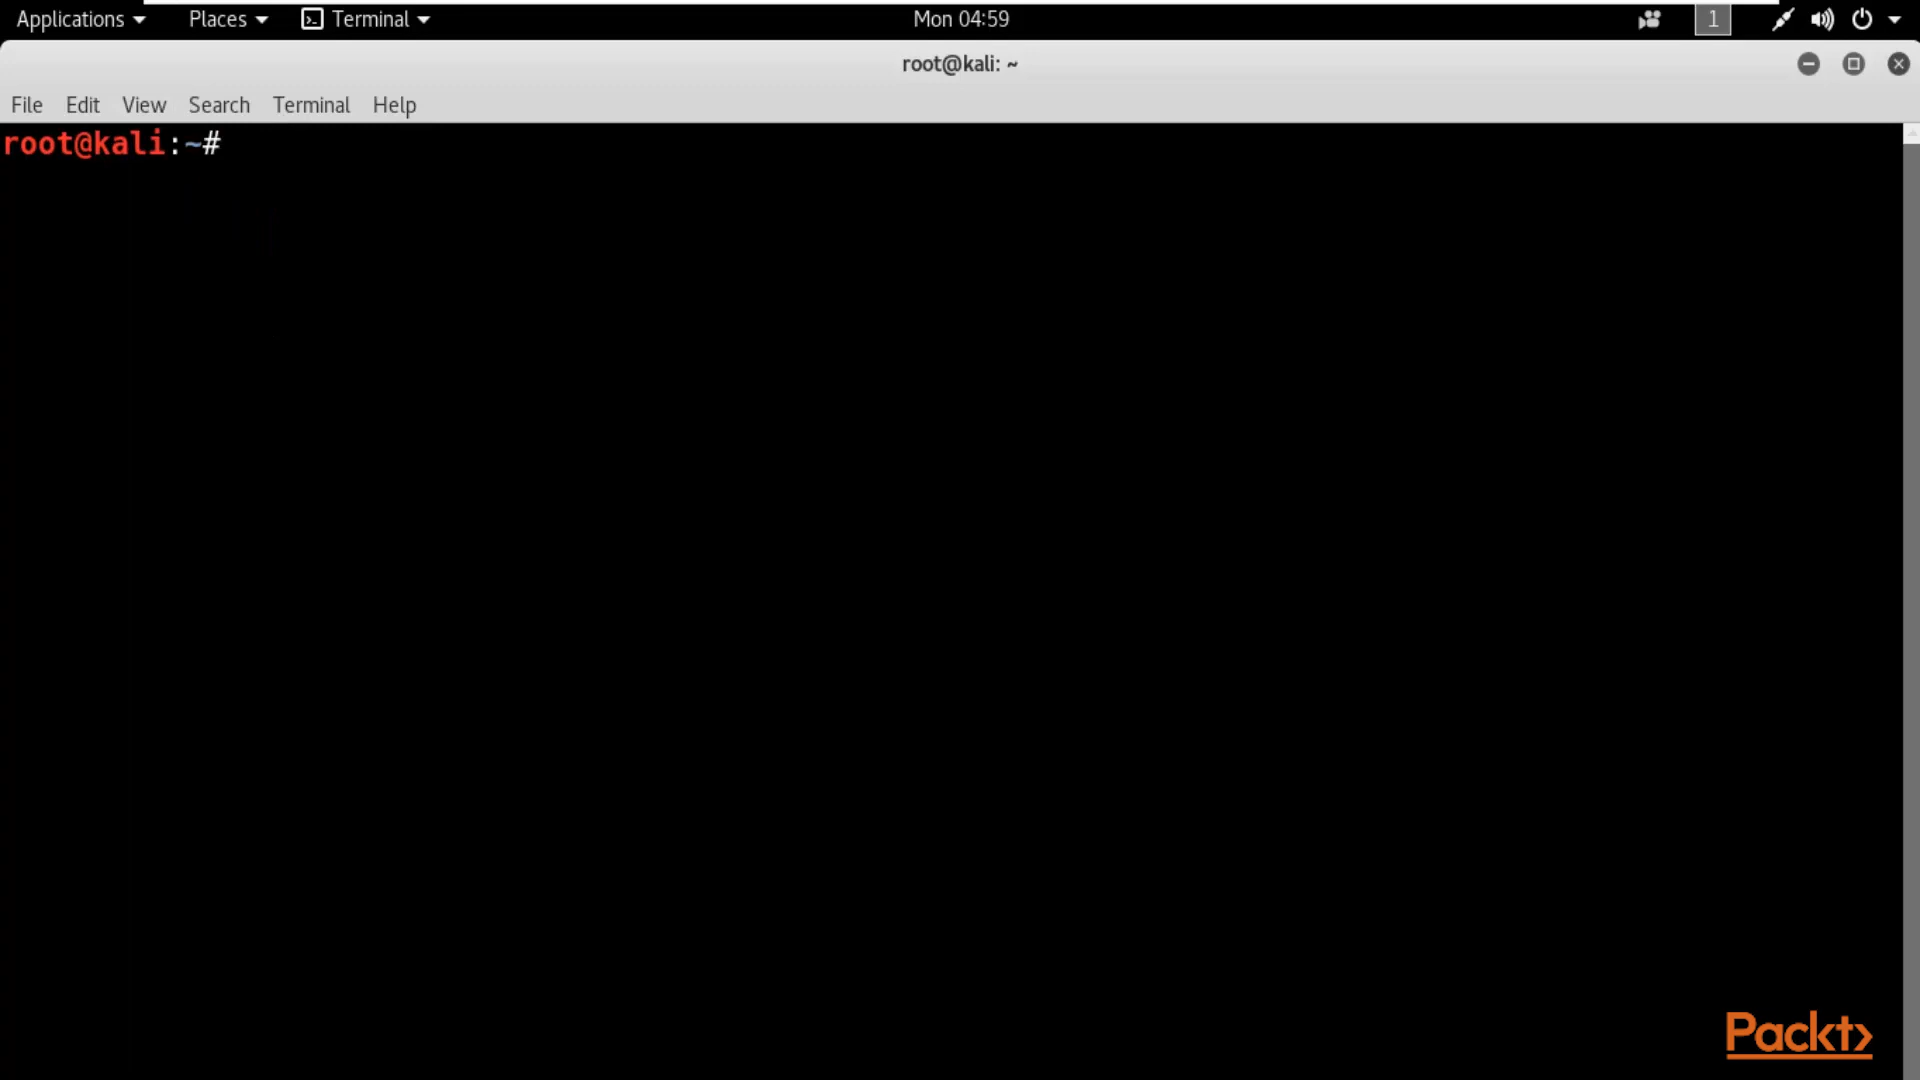 Applications Places Terminal Mon 04:59 1
root@kali: ~
File Edit View Search Terminal Help
root@kali:~#
Packt>